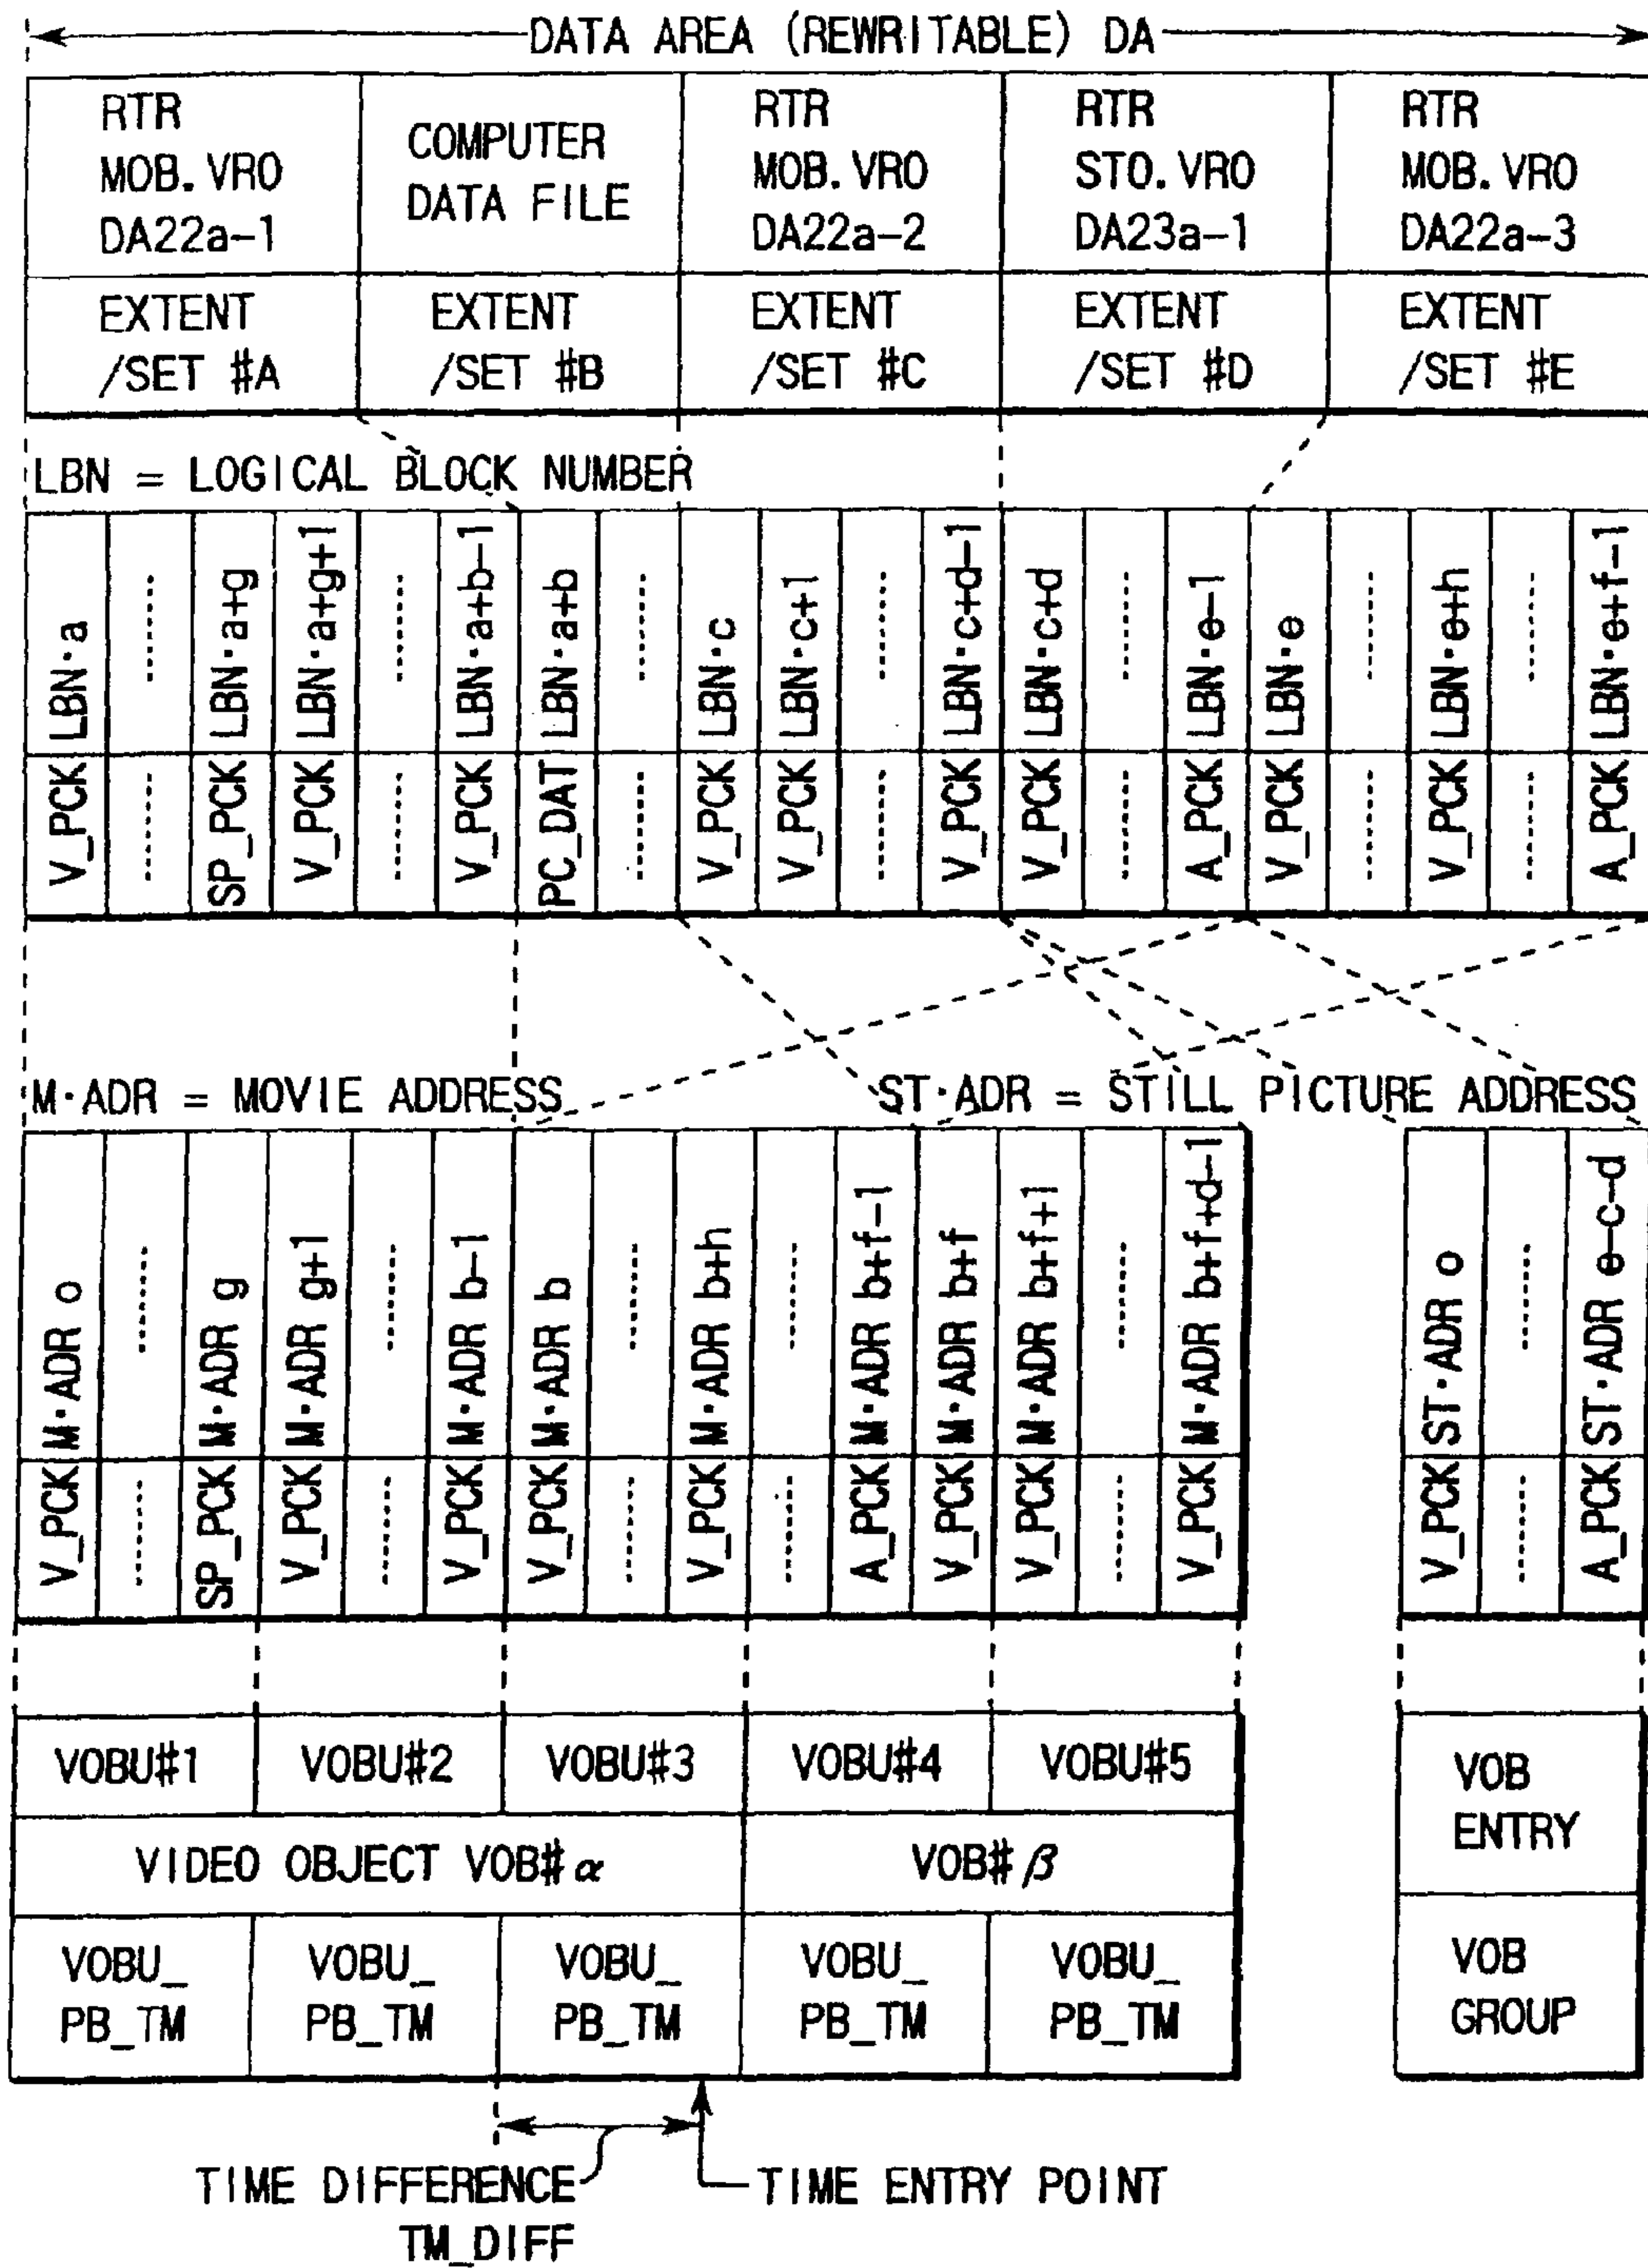 DATA AREA (REWRITABLE) DA
RTR
MOB.VRO
DA22a-1
COMPUTER
DATA FILE
RTR
MOB.VRO
DA22a-2
RTR
STO.VRO
DA23a-1
RTR
MOB.VRO
DA22a-3
EXTENT
/SET #A
EXTENT
/SET #B
EXTENT
/SET #C
EXTENT
/SET #D
EXTENT
/SET #E
LBN = LOGICAL BLOCK NUMBER
LBN·a
LBN·a+g
LBN·a+g+1
LBN·a+b-1
LBN·a+b
LBN·c
LBN·c+1
LBN·c+d-1
LBN·c+d
LBN·e-1
LBN·e
LBN·e+h
LBN·e+f-1
V_PCK
SP_PCK
V_PCK
V_PCK
PC_DAT
V_PCK
V_PCK
V_PCK
V_PCK
A_PCK
V_PCK
V_PCK
A_PCK
M·ADR = MOVIE ADDRESS
ST·ADR = STILL PICTURE ADDRESS
M·ADR o
M·ADR g
M·ADR g+1
M·ADR b-1
M·ADR b
M·ADR b+h
M·ADR b+f-1
M·ADR b+f
M·ADR b+f+1
M·ADR b+f+d-1
ST·ADR o
ST·ADR e-c-d
V_PCK
SP_PCK
V_PCK
V_PCK
V_PCK
V_PCK
A_PCK
V_PCK
V_PCK
V_PCK
V_PCK
A_PCK
VOBU#1
VOBU#2
VOBU#3
VOBU#4
VOBU#5
VOB
ENTRY
VIDEO OBJECT VOB#α
VOB#β
VOBU_
PB_TM
VOBU_
PB_TM
VOBU_
PB_TM
VOBU_
PB_TM
VOBU_
PB_TM
VOB
GROUP
TIME DIFFERENCE
TM_DIFF
TIME ENTRY POINT